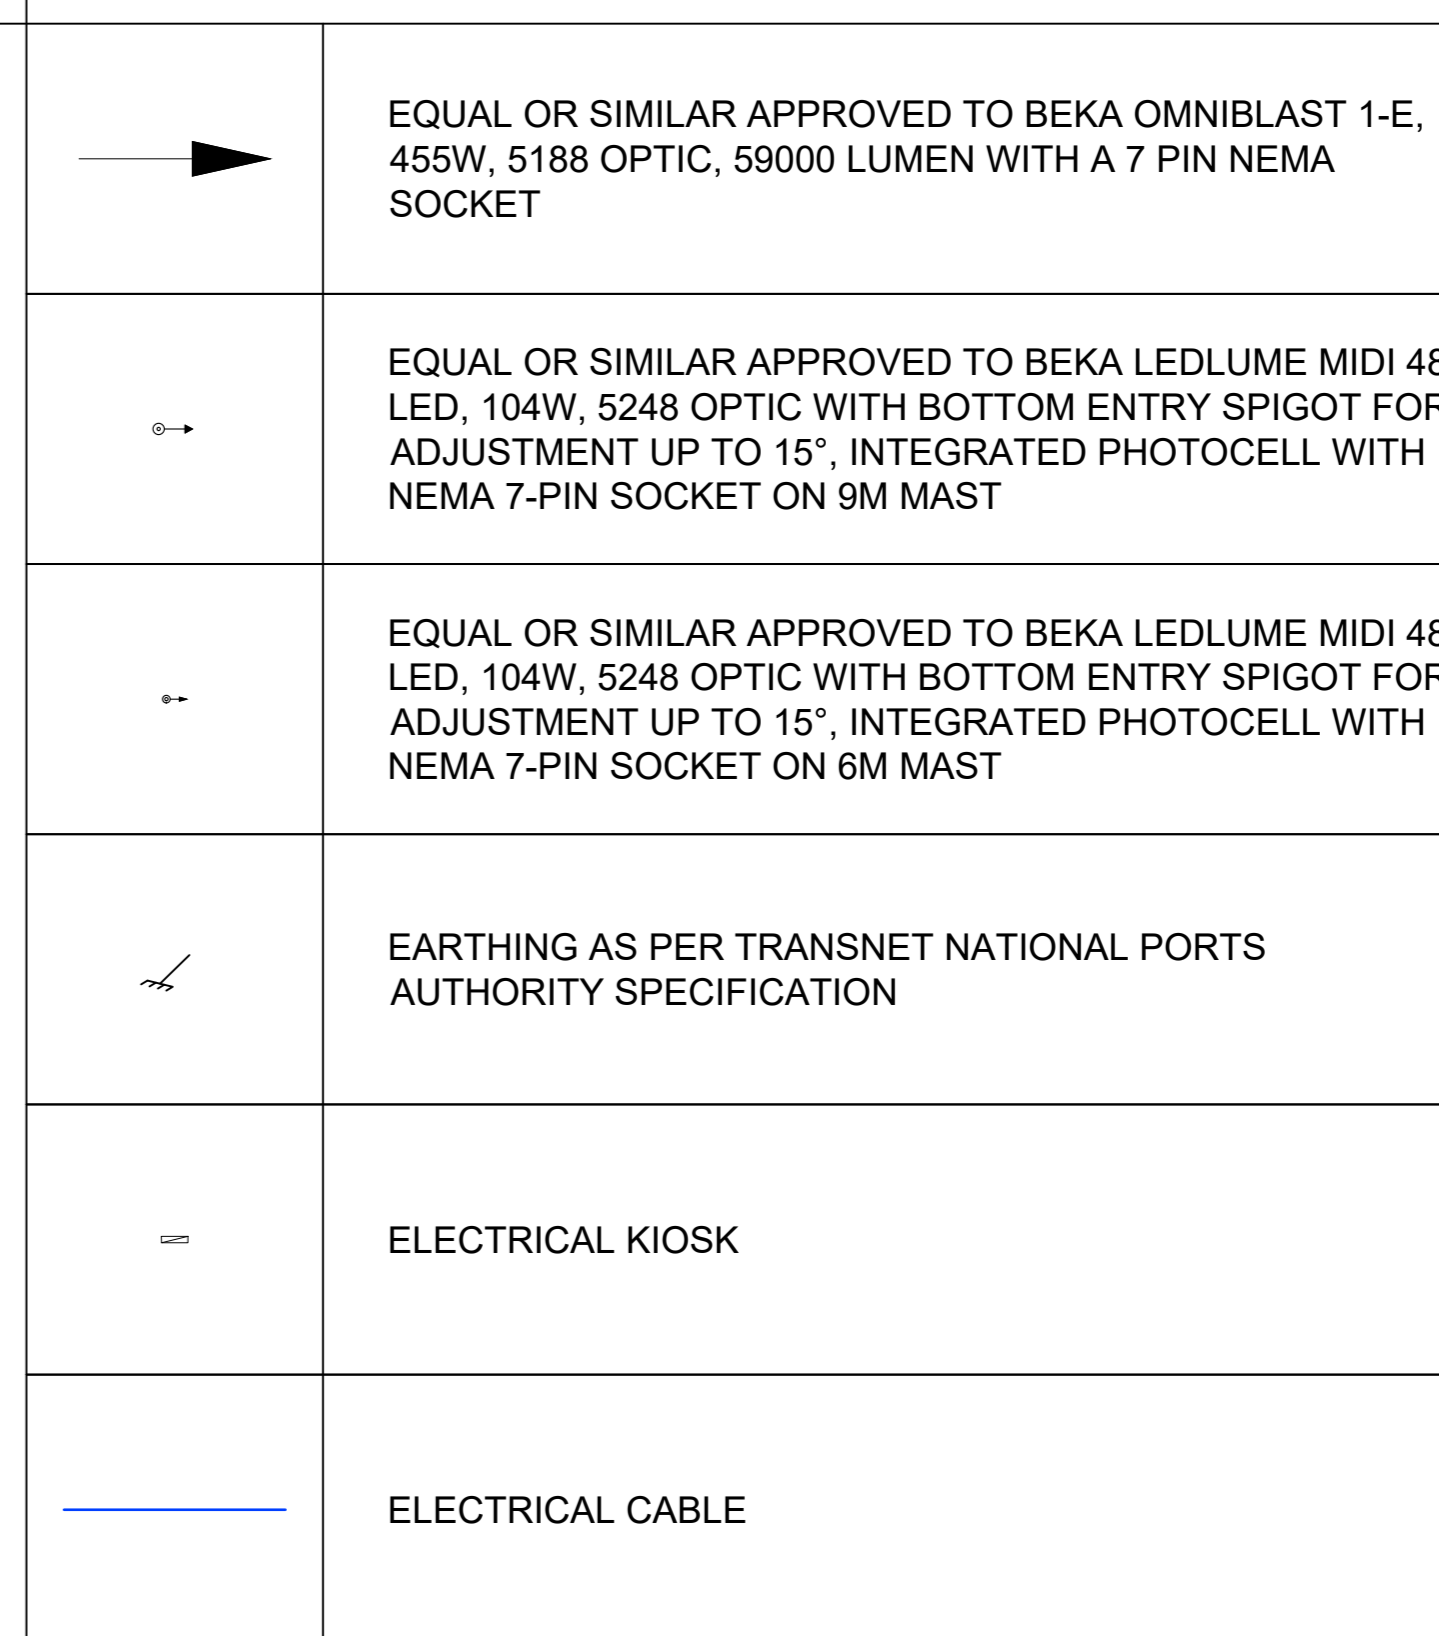 EQUAL OR SIMILAR APPROVED TO BEKA OMNIBLAST 1-E,
455W, 5188 OPTIC, 59000 LUMEN WITH A 7 PIN NEMA
SOCKET
EQUAL OR SIMILAR APPROVED TO BEKA LEDLUME MIDI 48
LED, 104W, 5248 OPTIC WITH BOTTOM ENTRY SPIGOT FOR
ADJUSTMENT UP TO 15°, INTEGRATED PHOTOCELL WITH
NEMA 7-PIN SOCKET ON 9M MAST
EQUAL OR SIMILAR APPROVED TO BEKA LEDLUME MIDI 48
LED, 104W, 5248 OPTIC WITH BOTTOM ENTRY SPIGOT FOR
ADJUSTMENT UP TO 15°, INTEGRATED PHOTOCELL WITH
NEMA 7-PIN SOCKET ON 6M MAST
EARTHING AS PER TRANSNET NATIONAL PORTS
AUTHORITY SPECIFICATION
ELECTRICAL KIOSK
ELECTRICAL CABLE